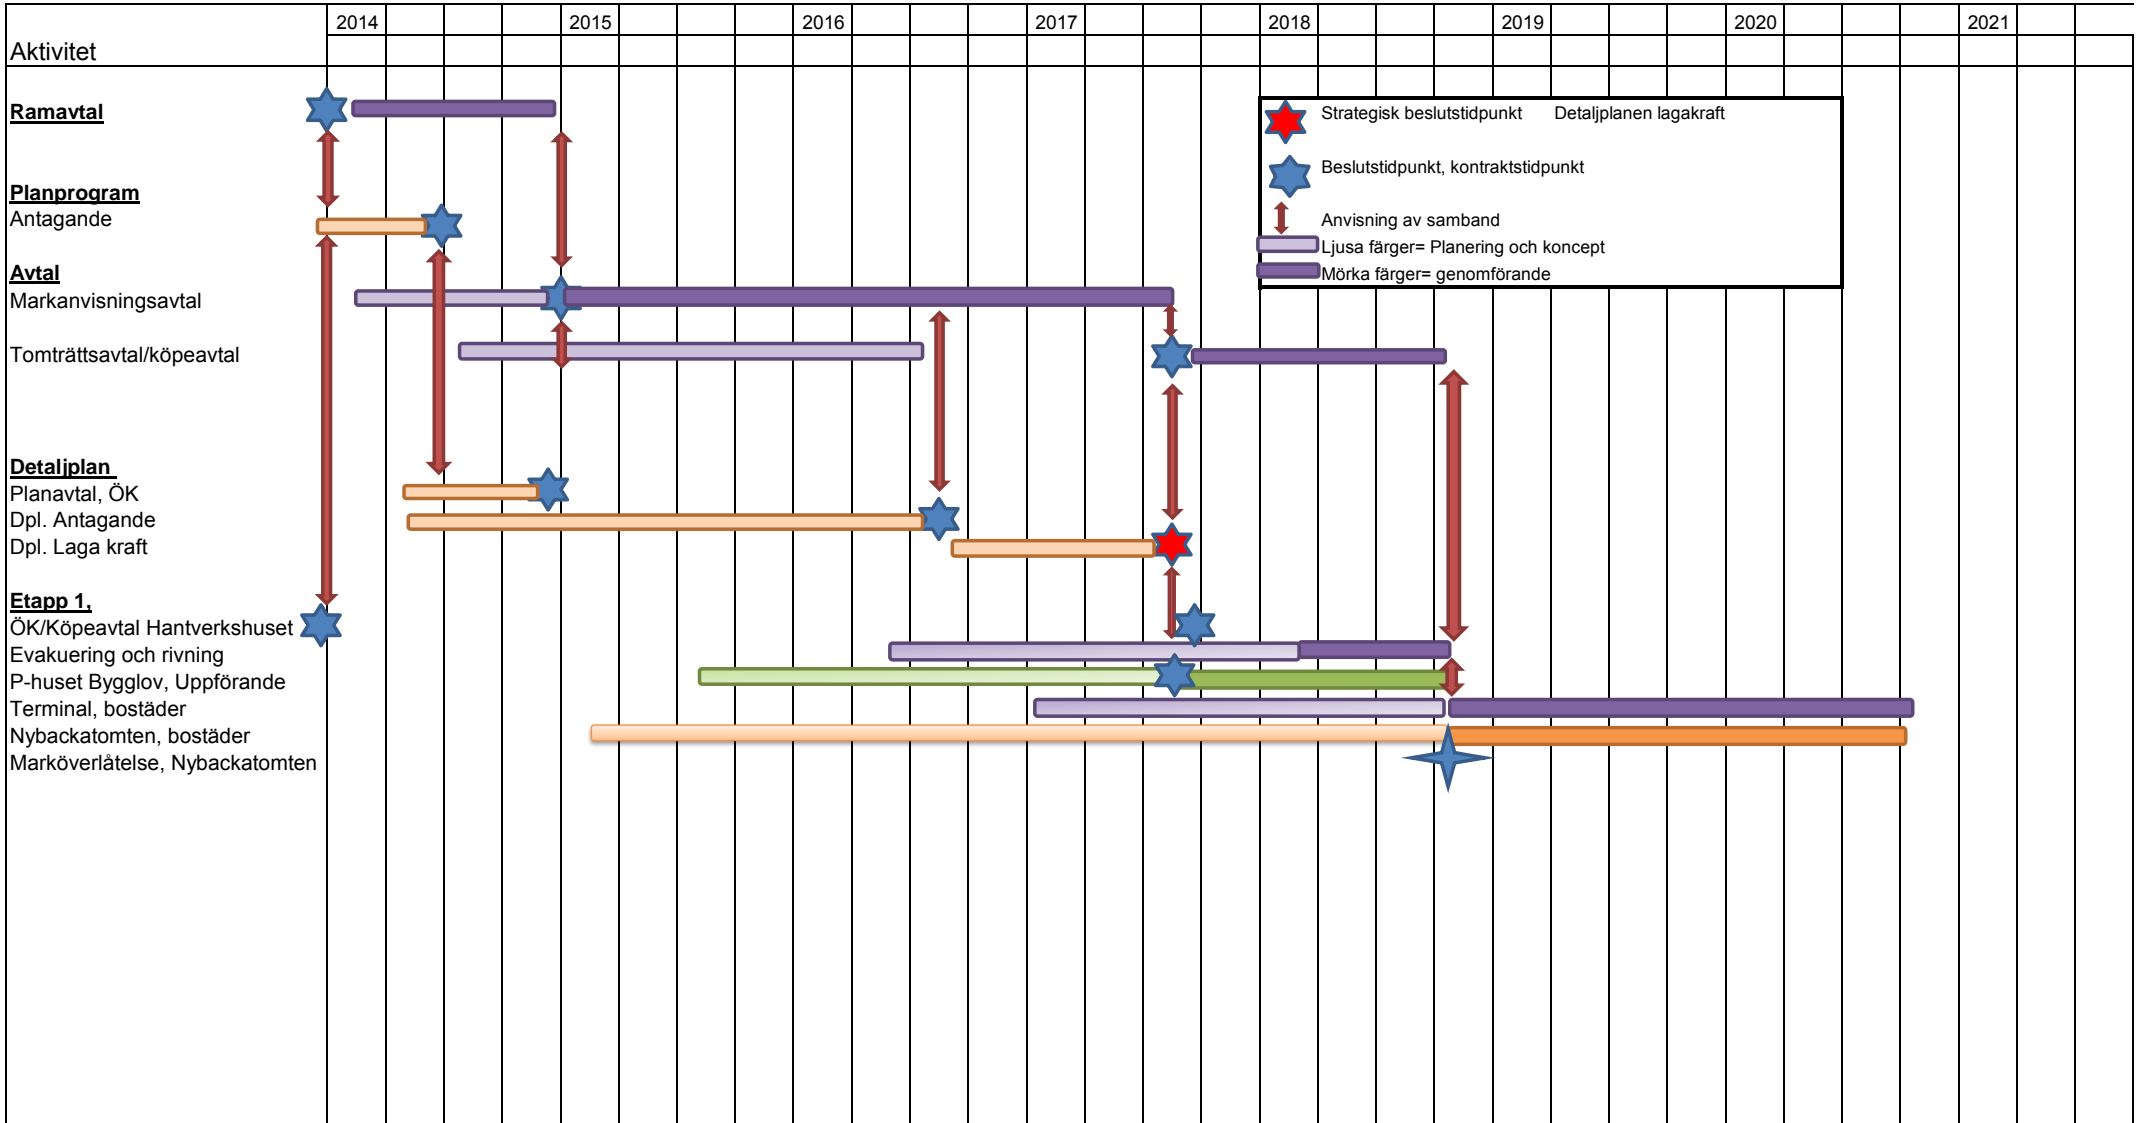 2014 2015 2016 2017 2018 2019 2020 2021
Aktivitet
Ramavtal
Strategisk beslutstidpunkt Detaljplanen lagakraft
Beslutstidpunkt, kontraktstidpunkt
Anvisning av samband
Ljusa färger= Planering och koncept
Mörka färger= genomförande
Planprogram
Antagande
Avtal
Markanvisningsavtal
Tomträttsavtal/köpeavtal
Detaljplan
Planavtal, ÖK
Dpl. Antagande
Dpl. Laga kraft
Etapp 1,
ÖK/Köpeavtal Hantverkshuset
Evakuering och rivning
P-huset Bygglov, Uppförande
Terminal, bostäder
Nybackatomten, bostäder
Marköverlåtelse, Nybackatomten